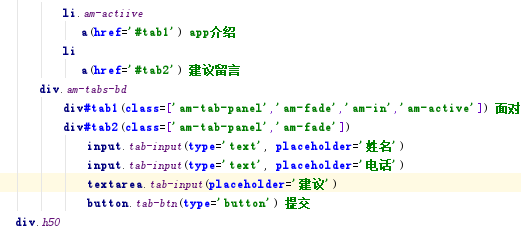 li.am-actiive
a(href='#tab1') app介绍
li
a(href='#tab2') 建议留言
div.am-tabs-bd
div#tab1(class=['am-tab-panel','am-fade','am-in','am-active']) 面对
div#tab2(class=['am-tab-panel','am-fade'])
input.tab-input(type='text', placeholder='姓名')
input.tab-input(type='text', placeholder='电话')
textarea.tab-input(placeholder='建议')
button.tab-btn(type='button') 提交
div.h50